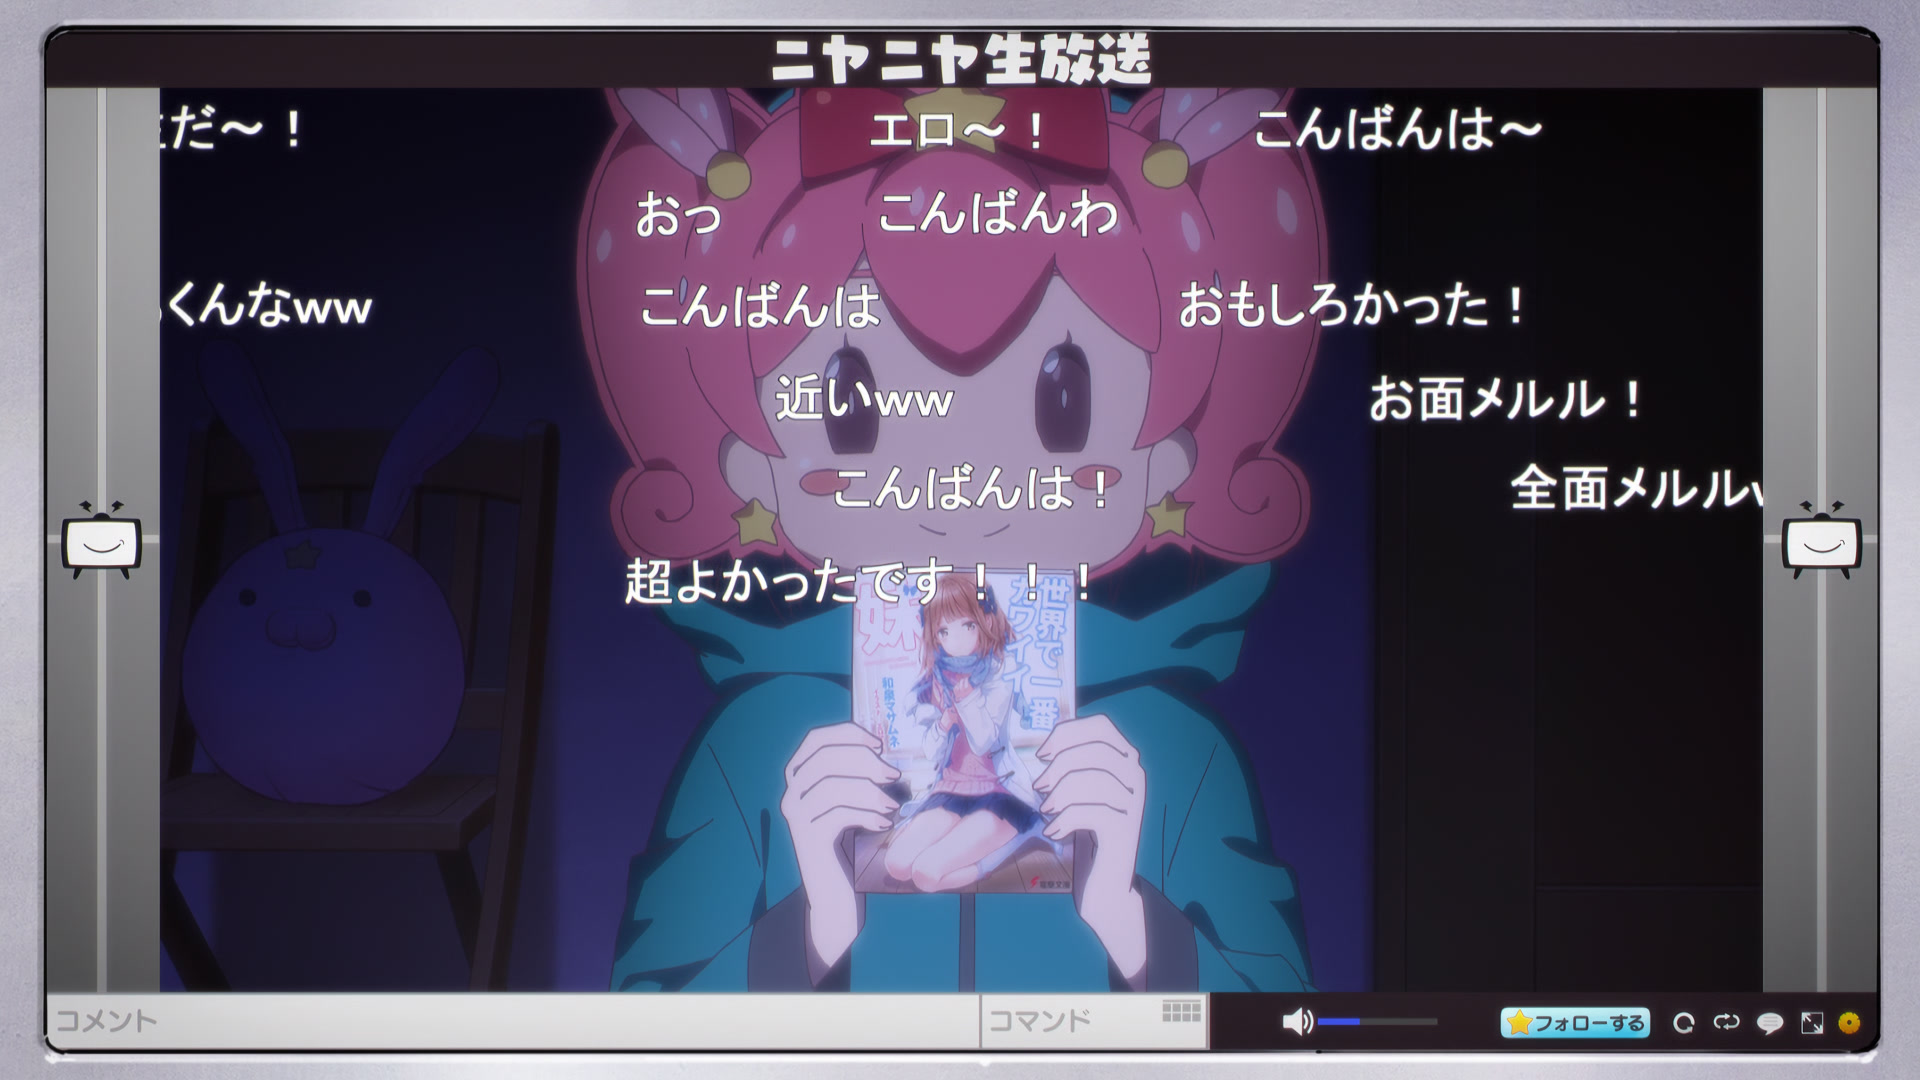 ニヤニヤ生放送
だ～！
エロ～！
こんばんは～
おっ
こんばんわ
くんなww
こんばんは
おもしろかった！
近いww
お面メルル！
こんばんは！
全面メルルw
超よかったです！！！
世界で一番
カワイイ
妹
和泉マサムネ
電撃文庫
コメント
コマンド
フォローする